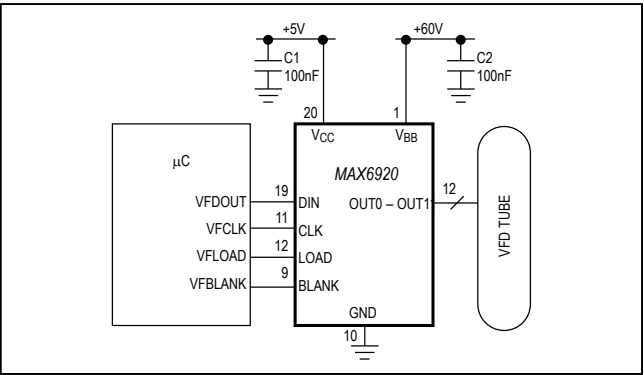 +5V
+60V
C1
100nF
C2
100nF
20
1
VCC
VBB
µC
MAX6920
VFDOUT
19
DIN
12
OUT0 – OUT1
VFCLK
11
CLK
VFLOAD
12
LOAD
VFBLANK
9
BLANK
VFD TUBE
GND
10